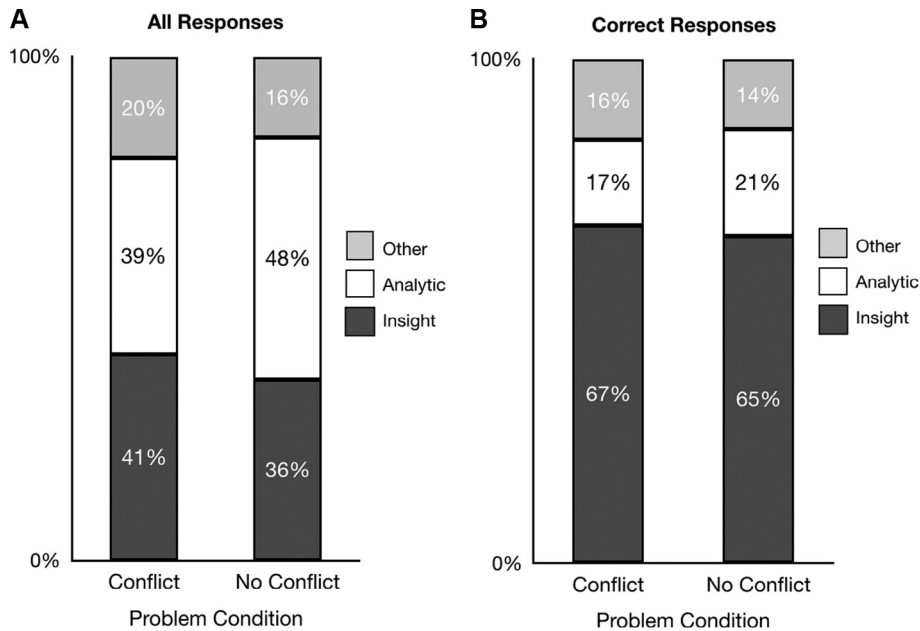 A
All Responses
100%
20%
16%
39%
48%
41%
36%
Other
Analytic
Insight
0%
Conflict
No Conflict
Problem Condition
B
Correct Responses
100%
16%
14%
17%
21%
67%
65%
Other
Analytic
Insight
0%
Conflict
No Conflict
Problem Condition